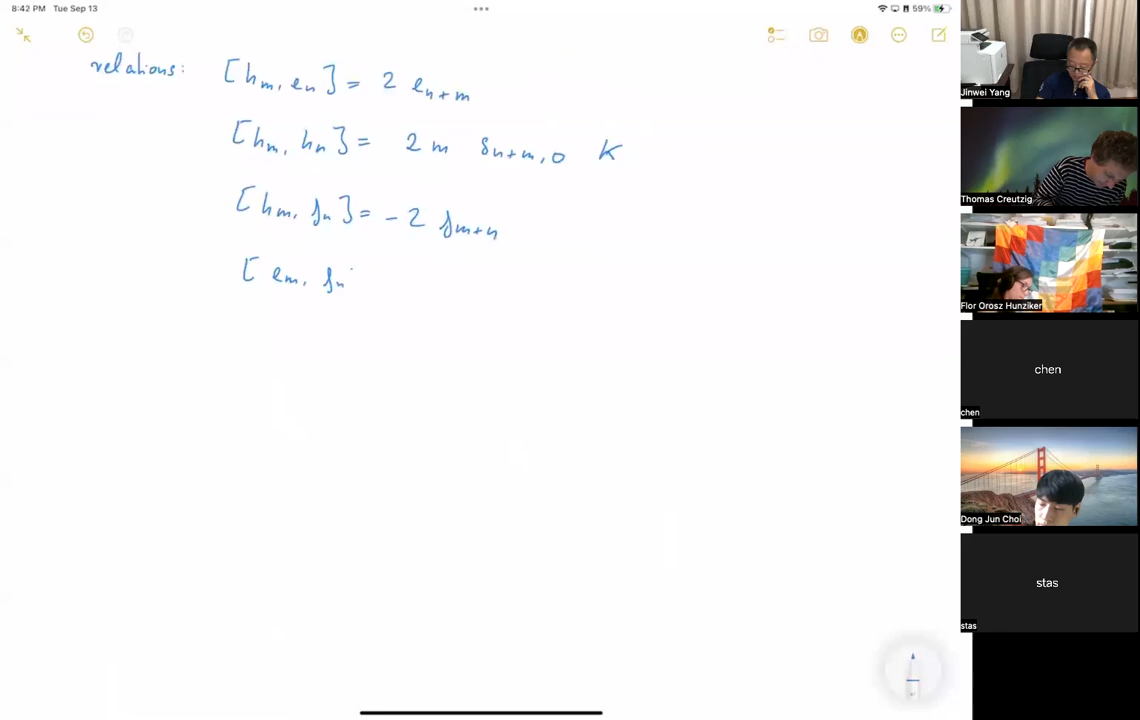 8:42 PM Tue Sep 13
59%
relations: [hₘ, eₙ] = 2 eₙ₊ₘ
[hₘ, hₙ] = 2m δₙ₊ₘ,₀ K
[hₘ, fₙ] = -2 fₘ₊ₙ
[eₘ, fₙ
Jinwei Yang
Thomas Creutzig
Flor Orosz Hunziker
chen
chen
Dong Jun Choi
stas
stas